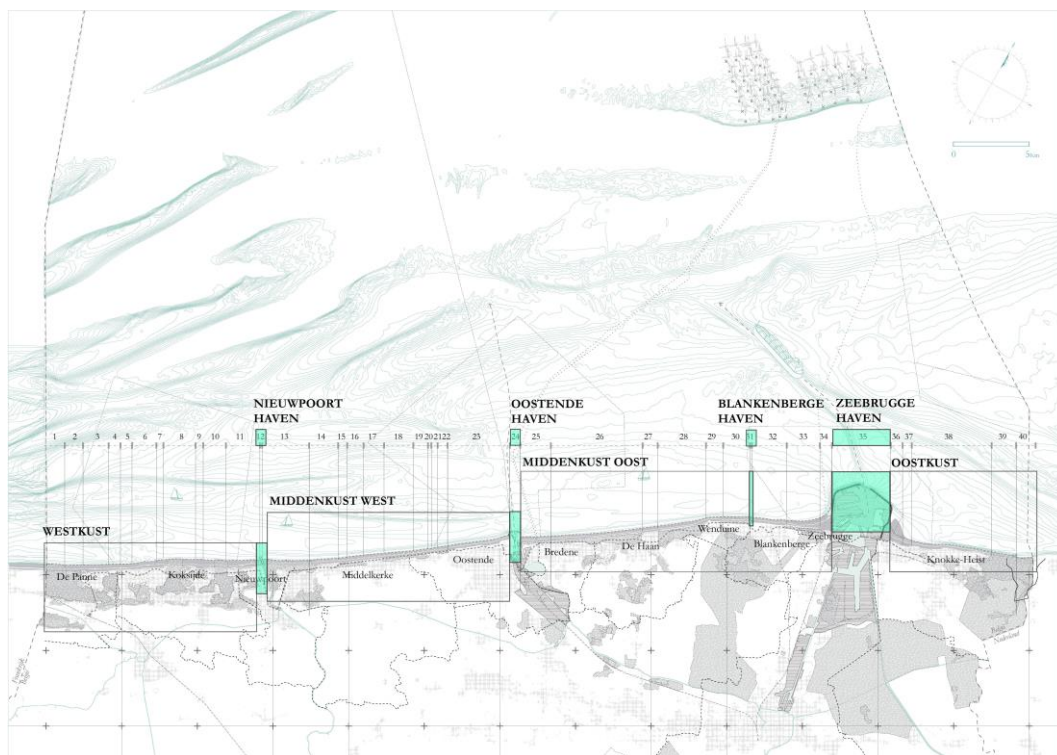 0
5km
NIEUWPOORT
HAVEN
OOSTENDE
HAVEN
BLANKENBERGE
HAVEN
ZEEBRUGGE
HAVEN
1 2 3 4 5 6 7 8 9 10 11 12 13 14 15 16 17 18 19 20 21 22 23 24 25 26 27 28 29 30 31 32 33 34 35 36 37 38 39 40
MIDDENKUST OOST
OOSTKUST
MIDDENKUST WEST
WESTKUST
De Panne
Koksijde
Nieuwpoort
Middelkerke
Oostende
Bredene
De Haan
Wenduine
Blankenberge
Zeebrugge
Knokke-Heist
België
Nederland